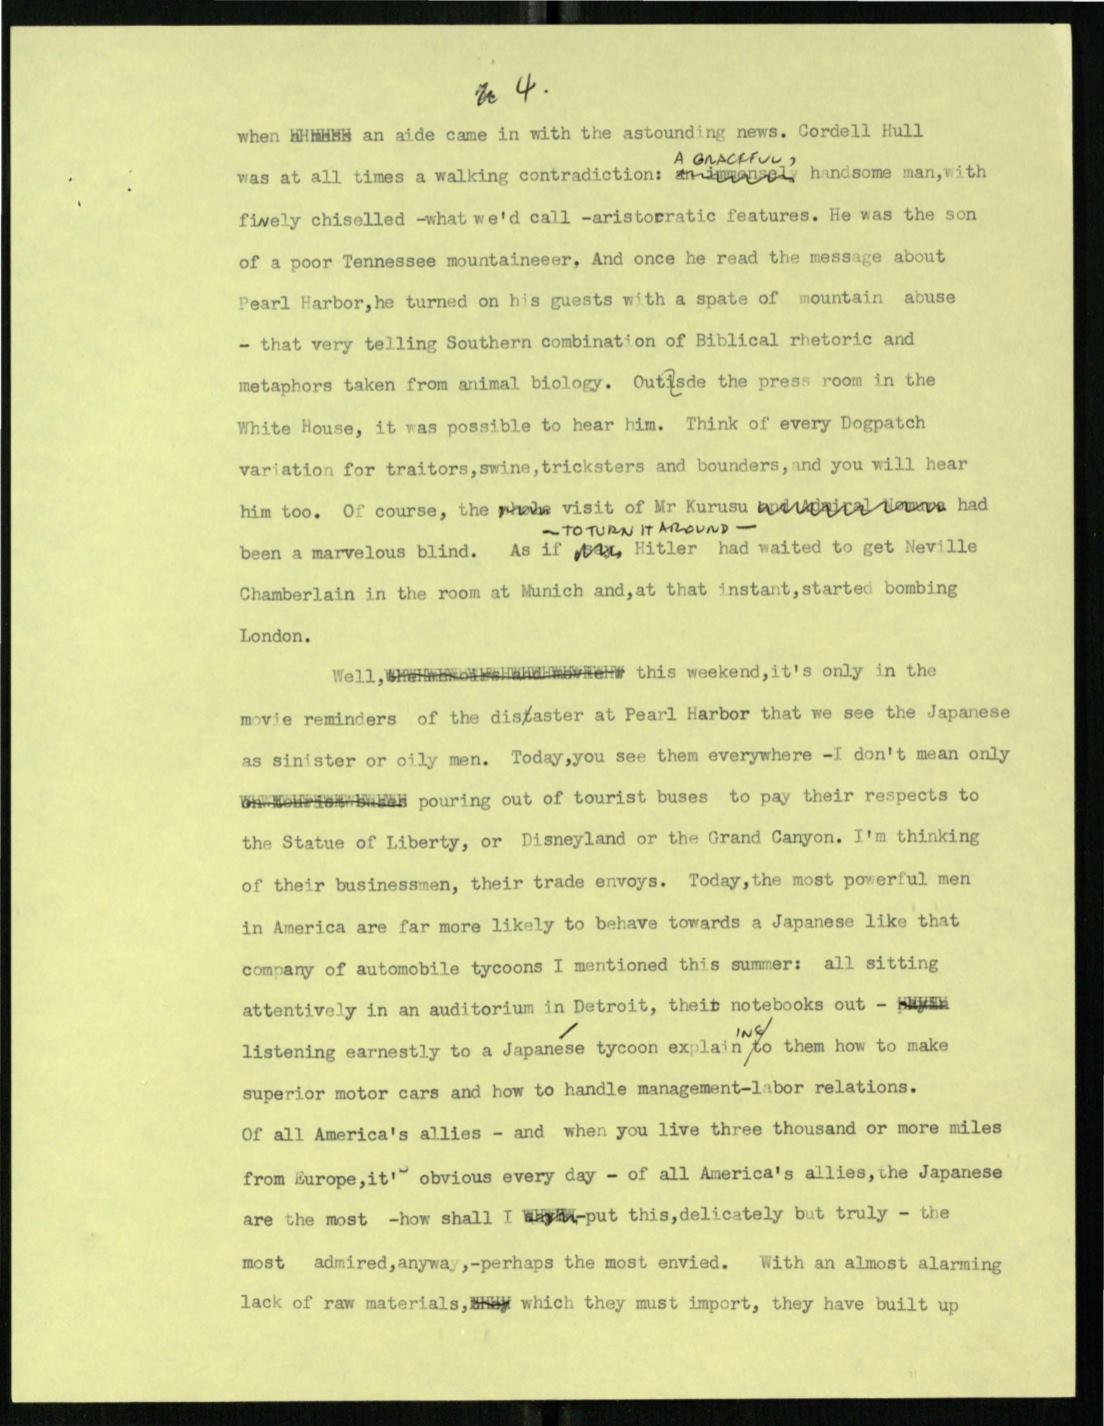 4.
when an aide came in with the astounding news. Cordell Hull
A GRACEFUL,
was at all times a walking contradiction: an immensely handsome man,with
finely chiselled -what we'd call -aristocratic features. He was the son
of a poor Tennessee mountaineeer, And once he read the message about
Pearl Harbor,he turned on his guests with a spate of mountain abuse
- that very telling Southern combination of Biblical rhetoric and
metaphors taken from animal biology. Outisde the press room in the
White House, it was possible to hear him. Think of every Dogpatch
variation for traitors,swine,tricksters and bounders,and you will hear
him too. Of course, the whole visit of Mr Kurusu and Admiral Nomura had
- TO TURN IT AROUND -
been a marvelous blind. As if Hitler had waited to get Neville
Chamberlain in the room at Munich and,at that instant,started bombing
London.
Well, this weekend,it's only in the
movie reminders of the disaster at Pearl Harbor that we see the Japanese
as sinister or oily men. Today,you see them everywhere -I don't mean only
on tourist buses pouring out of tourist buses to pay their respects to
the Statue of Liberty, or Disneyland or the Grand Canyon. I'm thinking
of their businessmen, their trade envoys. Today,the most powerful men
in America are far more likely to behave towards a Japanese like that
company of automobile tycoons I mentioned this summer: all sitting
attentively in an auditorium in Detroit, their notebooks out -
ING
listening earnestly to a Japanese tycoon explain to them how to make
superior motor cars and how to handle management-labor relations.
Of all America's allies - and when you live three thousand or more miles
from Europe,it's obvious every day - of all America's allies,the Japanese
are the most -how shall I -put this,delicately but truly - the
most admired,anyway,-perhaps the most envied. With an almost alarming
lack of raw materials, which they must import, they have built up